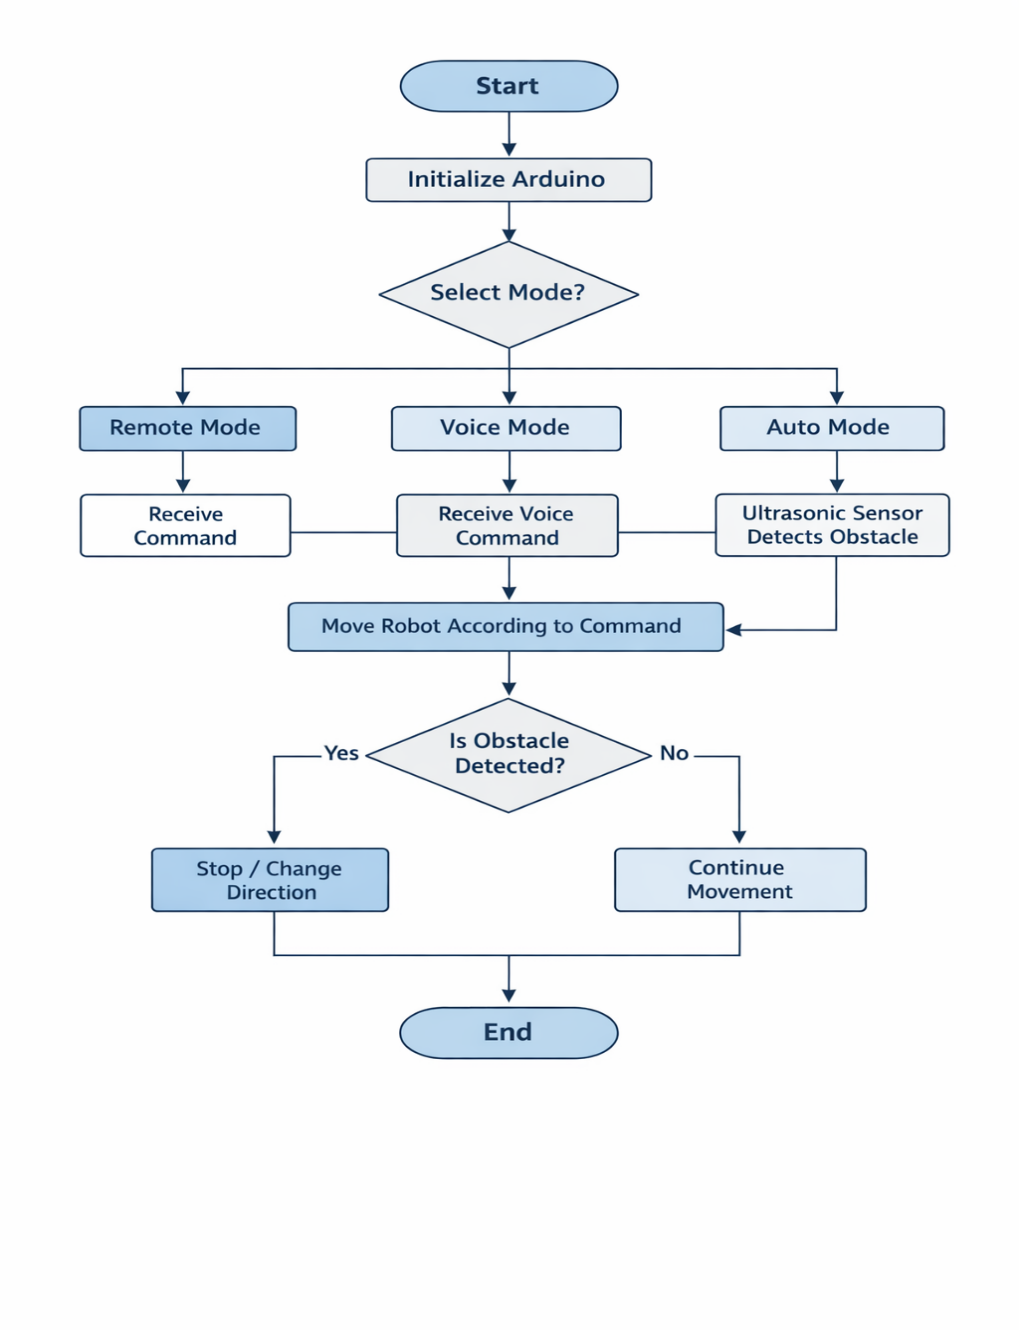 Start
Initialize Arduino
Select Mode?
Remote Mode
Voice Mode
Auto Mode
Receive
Command
Receive Voice
Command
Ultrasonic Sensor
Detects Obstacle
Move Robot According to Command
Is Obstacle
Detected?
Yes
No
Stop / Change
Direction
Continue
Movement
End